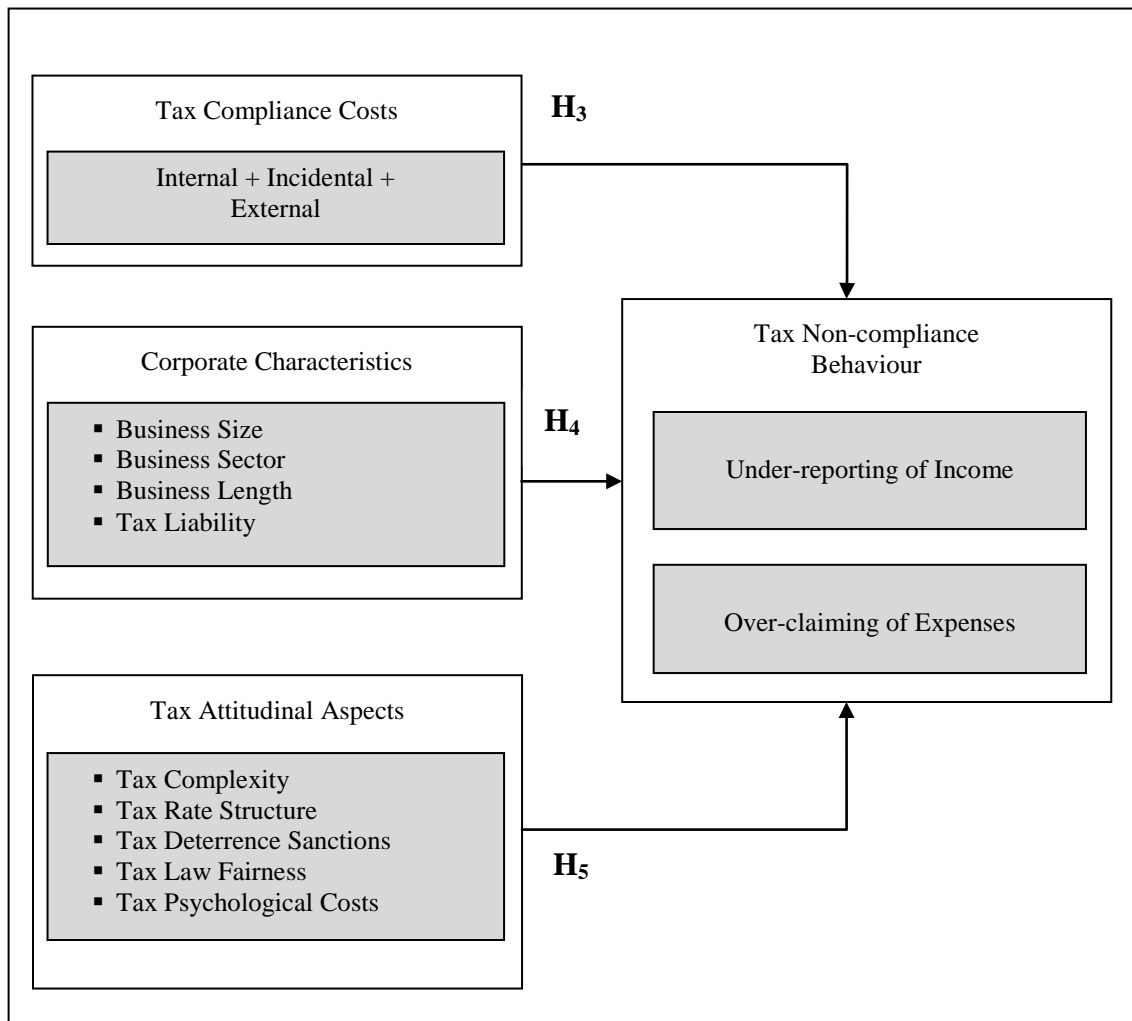 Tax Compliance Costs
Internal + Incidental +
External
H₃
Corporate Characteristics
▪ Business Size
▪ Business Sector
▪ Business Length
▪ Tax Liability
H₄
Tax Non-compliance
Behaviour
Under-reporting of Income
Over-claiming of Expenses
Tax Attitudinal Aspects
▪ Tax Complexity
▪ Tax Rate Structure
▪ Tax Deterrence Sanctions
▪ Tax Law Fairness
▪ Tax Psychological Costs
H₅